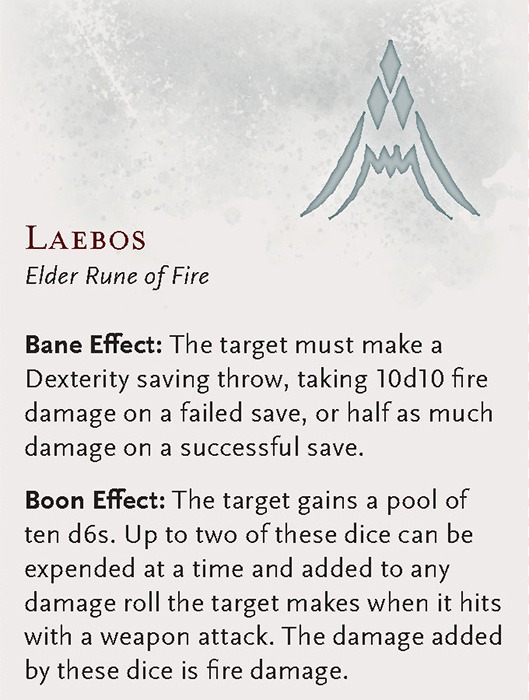 Laebos
Elder Rune of Fire
Bane Effect: The target must make a
Dexterity saving throw, taking 10d10 fire
damage on a failed save, or half as much
damage on a successful save.
Boon Effect: The target gains a pool of
ten d6s. Up to two of these dice can be
expended at a time and added to any
damage roll the target makes when it hits
with a weapon attack. The damage added
by these dice is fire damage.